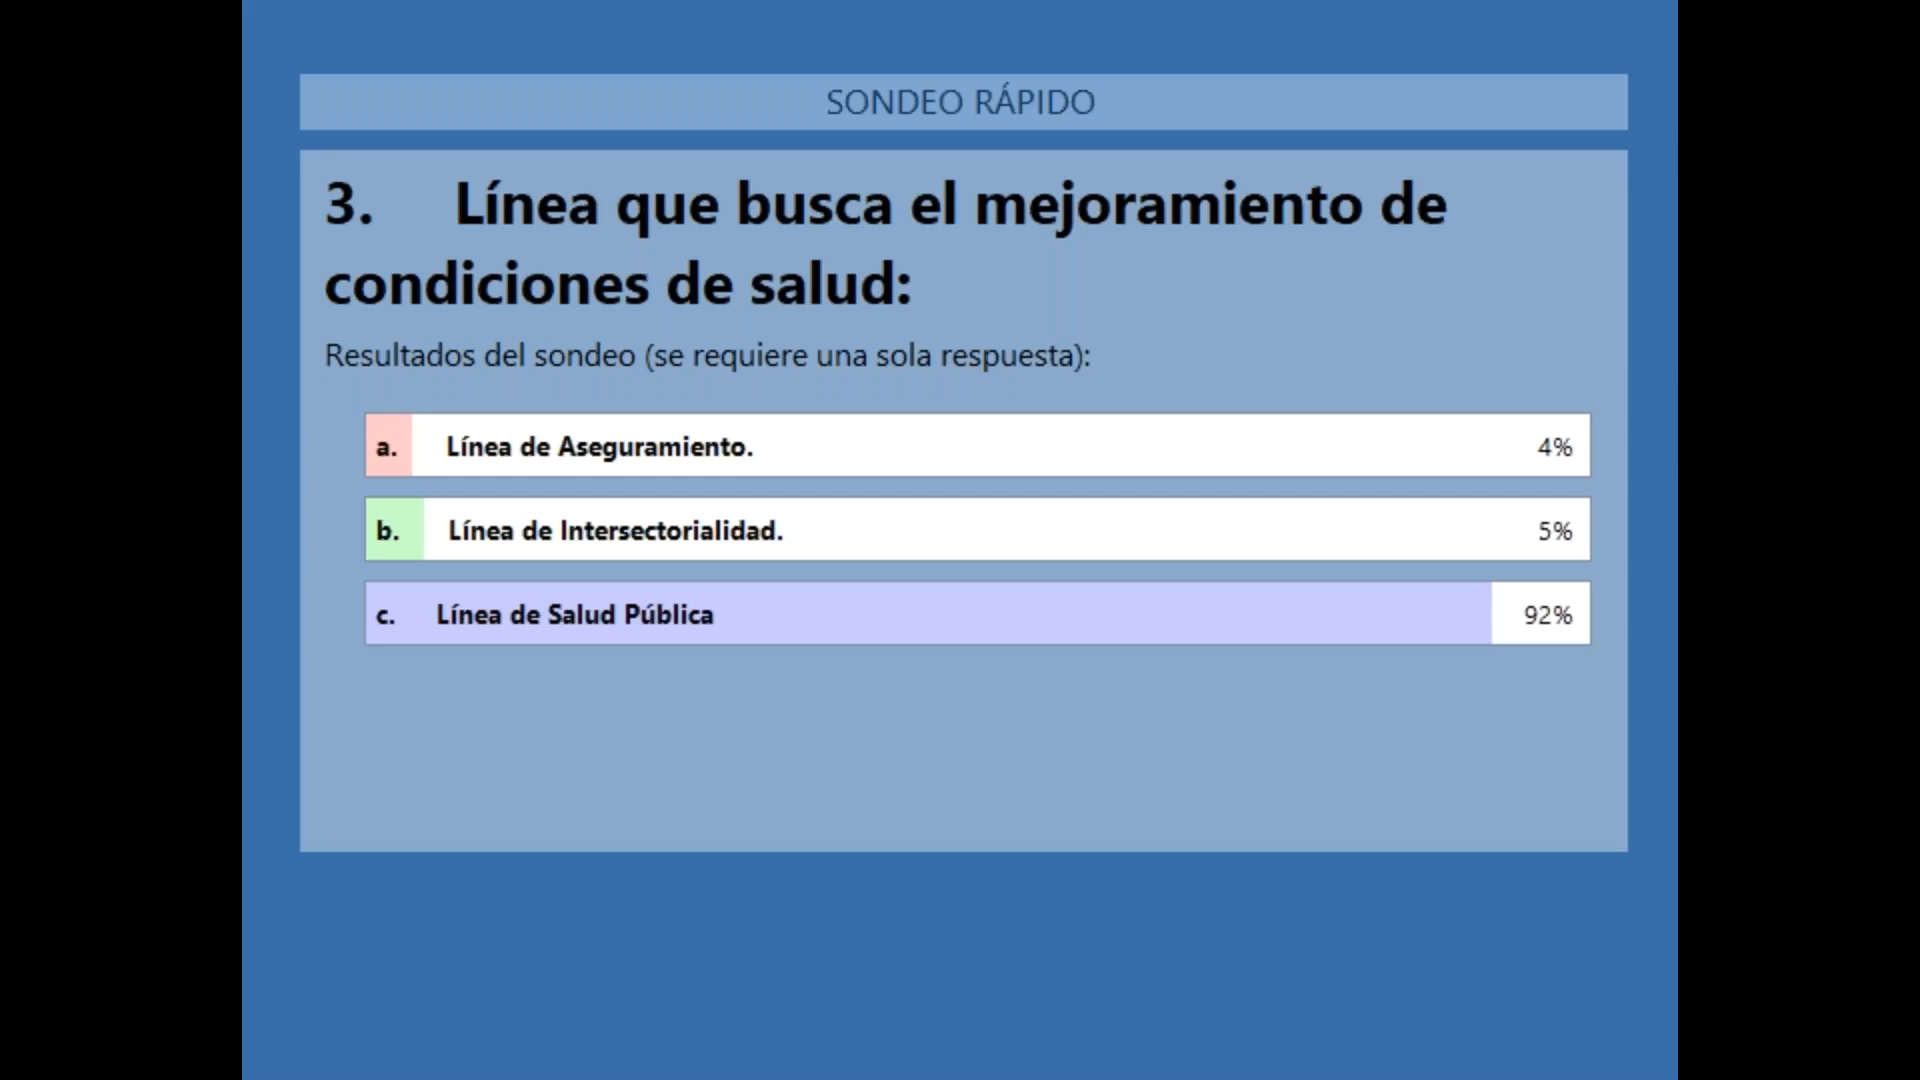 SONDEO RÁPIDO
3. Línea que busca el mejoramiento de
condiciones de salud:
Resultados del sondeo (se requiere una sola respuesta):
a. Línea de Aseguramiento. 4%
b. Línea de Intersectorialidad. 5%
c. Línea de Salud Pública 92%